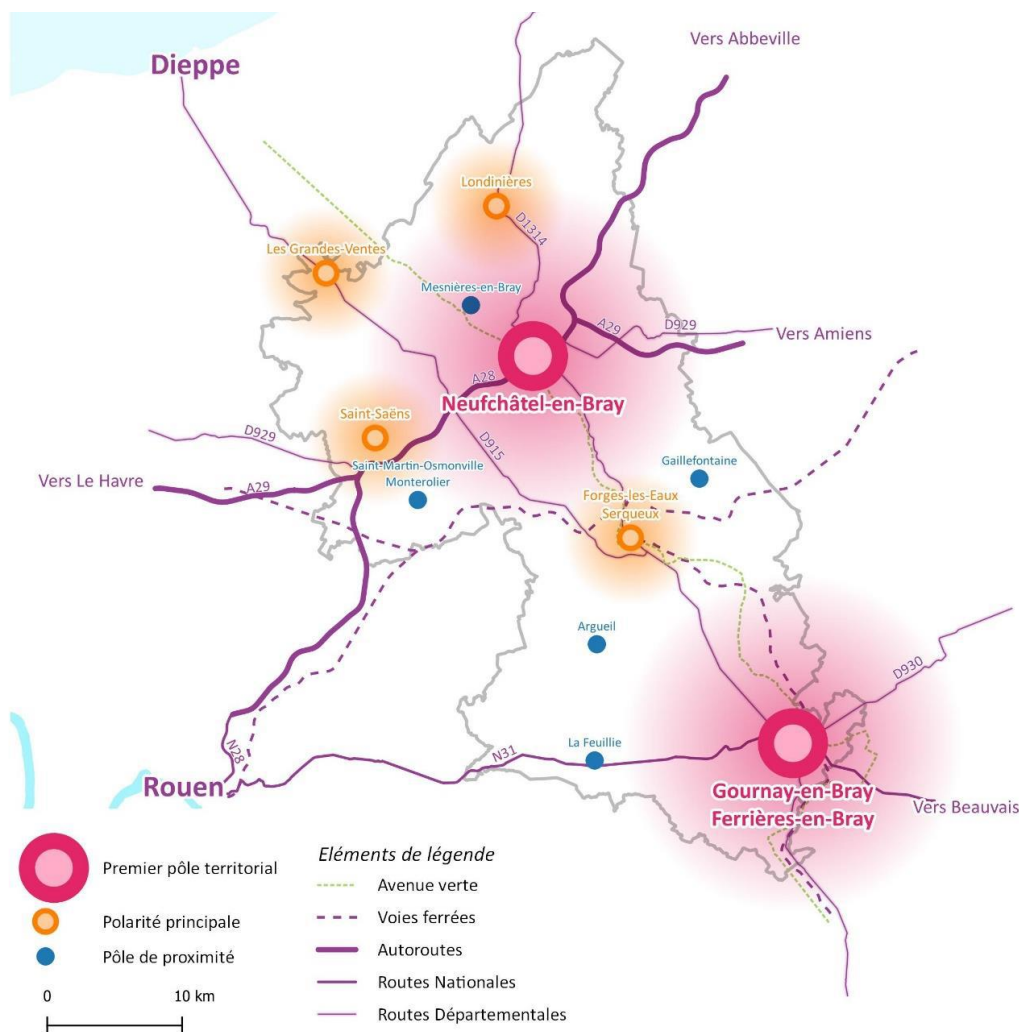 Vers Abbeville
Dieppe
Londinières
D1314
Les Grandes-Ventes
Mesnières-en-Bray
A29
D929
Vers Amiens
A28
Neufchâtel-en-Bray
Saint-Saëns
D929
D915
Saint-Martin-Osmonville
Monterolier
Gaillefontaine
Vers Le Havre
A29
Forges-les-Eaux
Serqueux
Argueil
D930
N28
N31
La Feuillie
Rouen
Gournay-en-Bray
Ferrières-en-Bray
Vers Beauvais
Premier pôle territorial
Polarité principale
Pôle de proximité
0 10 km
Eléments de légende
Avenue verte
Voies ferrées
Autoroutes
Routes Nationales
Routes Départementales